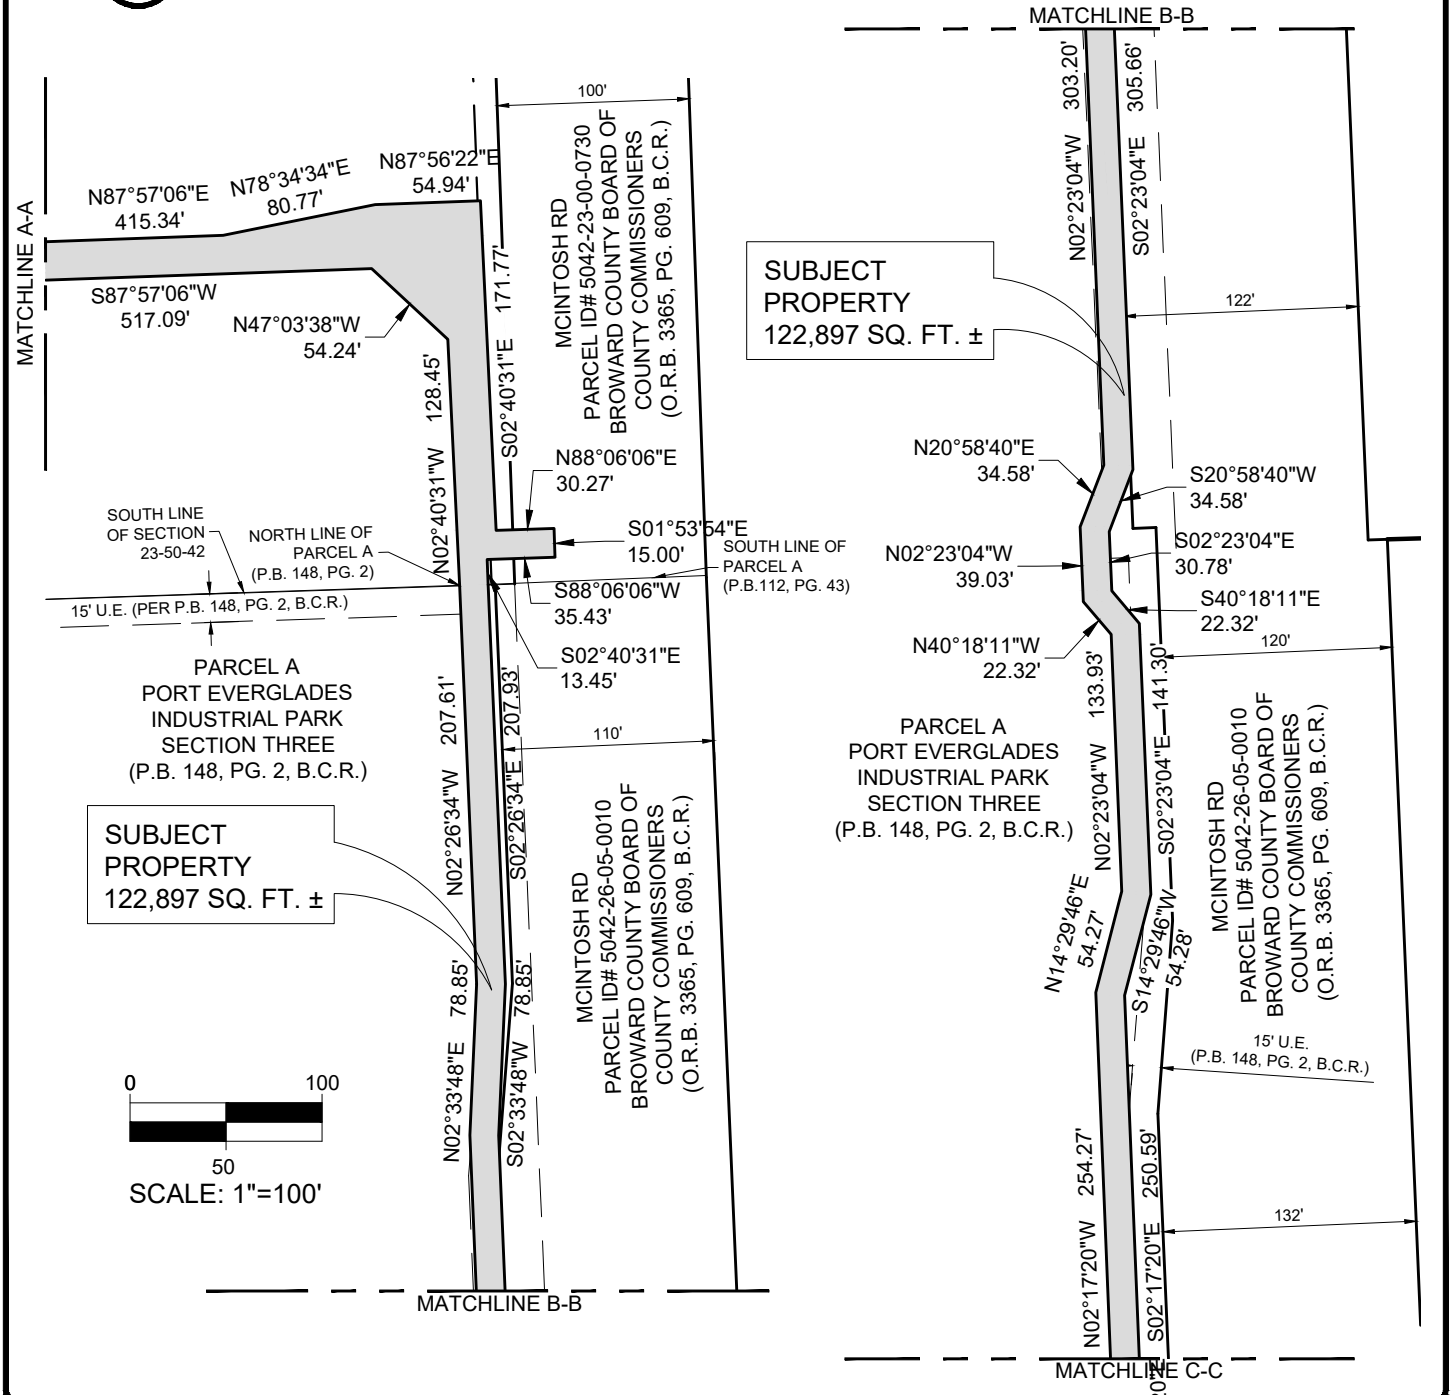 MATCHLINE A-A
N87°57'06"E
415.34'
N78°34'34"E
80.77'
N87°56'22"E
54.94'
S87°57'06"W
517.09'
N47°03'38"W
54.24'
N02°40'31"W 128.45'
S02°40'31"E 171.77'
100'
MCINTOSH RD
PARCEL ID# 5042-23-00-0730
BROWARD COUNTY BOARD OF
COUNTY COMMISSIONERS
(O.R.B. 3365, PG. 609, B.C.R.)
N88°06'06"E
30.27'
S01°53'54"E
15.00'
S88°06'06"W
35.43'
S02°40'31"E
13.45'
SOUTH LINE OF
PARCEL A
(P.B.112, PG. 43)
SOUTH LINE
OF SECTION
23-50-42
NORTH LINE OF
PARCEL A
(P.B. 148, PG. 2)
15' U.E. (PER P.B. 148, PG. 2, B.C.R.)
PARCEL A
PORT EVERGLADES
INDUSTRIAL PARK
SECTION THREE
(P.B. 148, PG. 2, B.C.R.)
N02°26'34"W 207.61'
S02°26'34"E 207.93'
110'
SUBJECT
PROPERTY
122,897 SQ. FT. ±
MCINTOSH RD
PARCEL ID# 5042-26-05-0010
BROWARD COUNTY BOARD OF
COUNTY COMMISSIONERS
(O.R.B. 3365, PG. 609, B.C.R.)
N02°33'48"E 78.85'
S02°33'48"W 78.85'
0 100
50
SCALE: 1"=100'
MATCHLINE B-B
MATCHLINE B-B
N02°23'04"W 303.20'
S02°23'04"E 305.66'
SUBJECT
PROPERTY
122,897 SQ. FT. ±
122'
N20°58'40"E
34.58'
S20°58'40"W
34.58'
N02°23'04"W
39.03'
S02°23'04"E
30.78'
S40°18'11"E
22.32'
N40°18'11"W
22.32'
120'
N02°23'04"W 133.93'
S02°23'04"E 141.30'
PARCEL A
PORT EVERGLADES
INDUSTRIAL PARK
SECTION THREE
(P.B. 148, PG. 2, B.C.R.)
MCINTOSH RD
PARCEL ID# 5042-26-05-0010
BROWARD COUNTY BOARD OF
COUNTY COMMISSIONERS
(O.R.B. 3365, PG. 609, B.C.R.)
N14°29'46"E
54.27'
S14°29'46"W
54.28'
15' U.E.
(P.B. 148, PG. 2, B.C.R.)
N02°17'20"W 254.27'
S02°17'20"E 250.59'
132'
MATCHLINE C-C